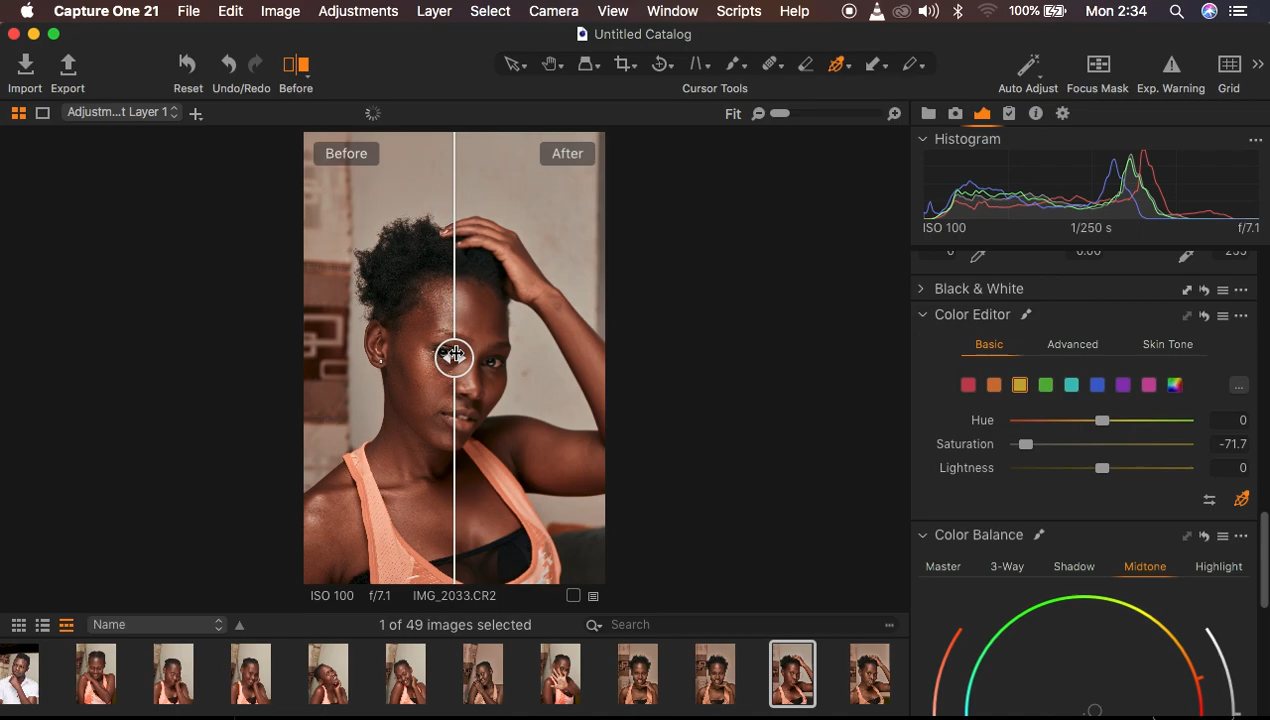 Capture One 21 File Edit Image Adjustments Layer Select Camera View Window Scripts Help 100% Mon 2:34
Untitled Catalog
Import Export Reset Undo/Redo Before Cursor Tools Auto Adjust Focus Mask Exp. Warning Grid
Adjustm...t Layer 1 Fit
Histogram
Before After
ISO 100 1/250 s f/7.1
0 0.00 255
Black & White
Color Editor
Basic Advanced Skin Tone
...
Hue 0
Saturation -71.7
Lightness 0
Color Balance
Master 3-Way Shadow Midtone Highlight
ISO 100 f/7.1 IMG_2033.CR2
Name 1 of 49 images selected Search